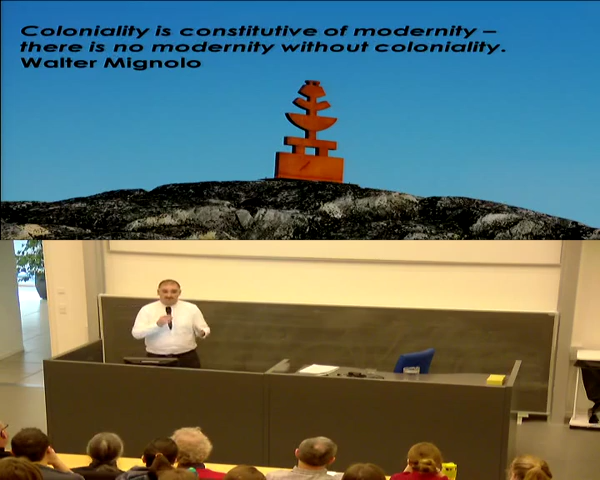 Coloniality is constitutive of modernity –
there is no modernity without coloniality.
Walter Mignolo